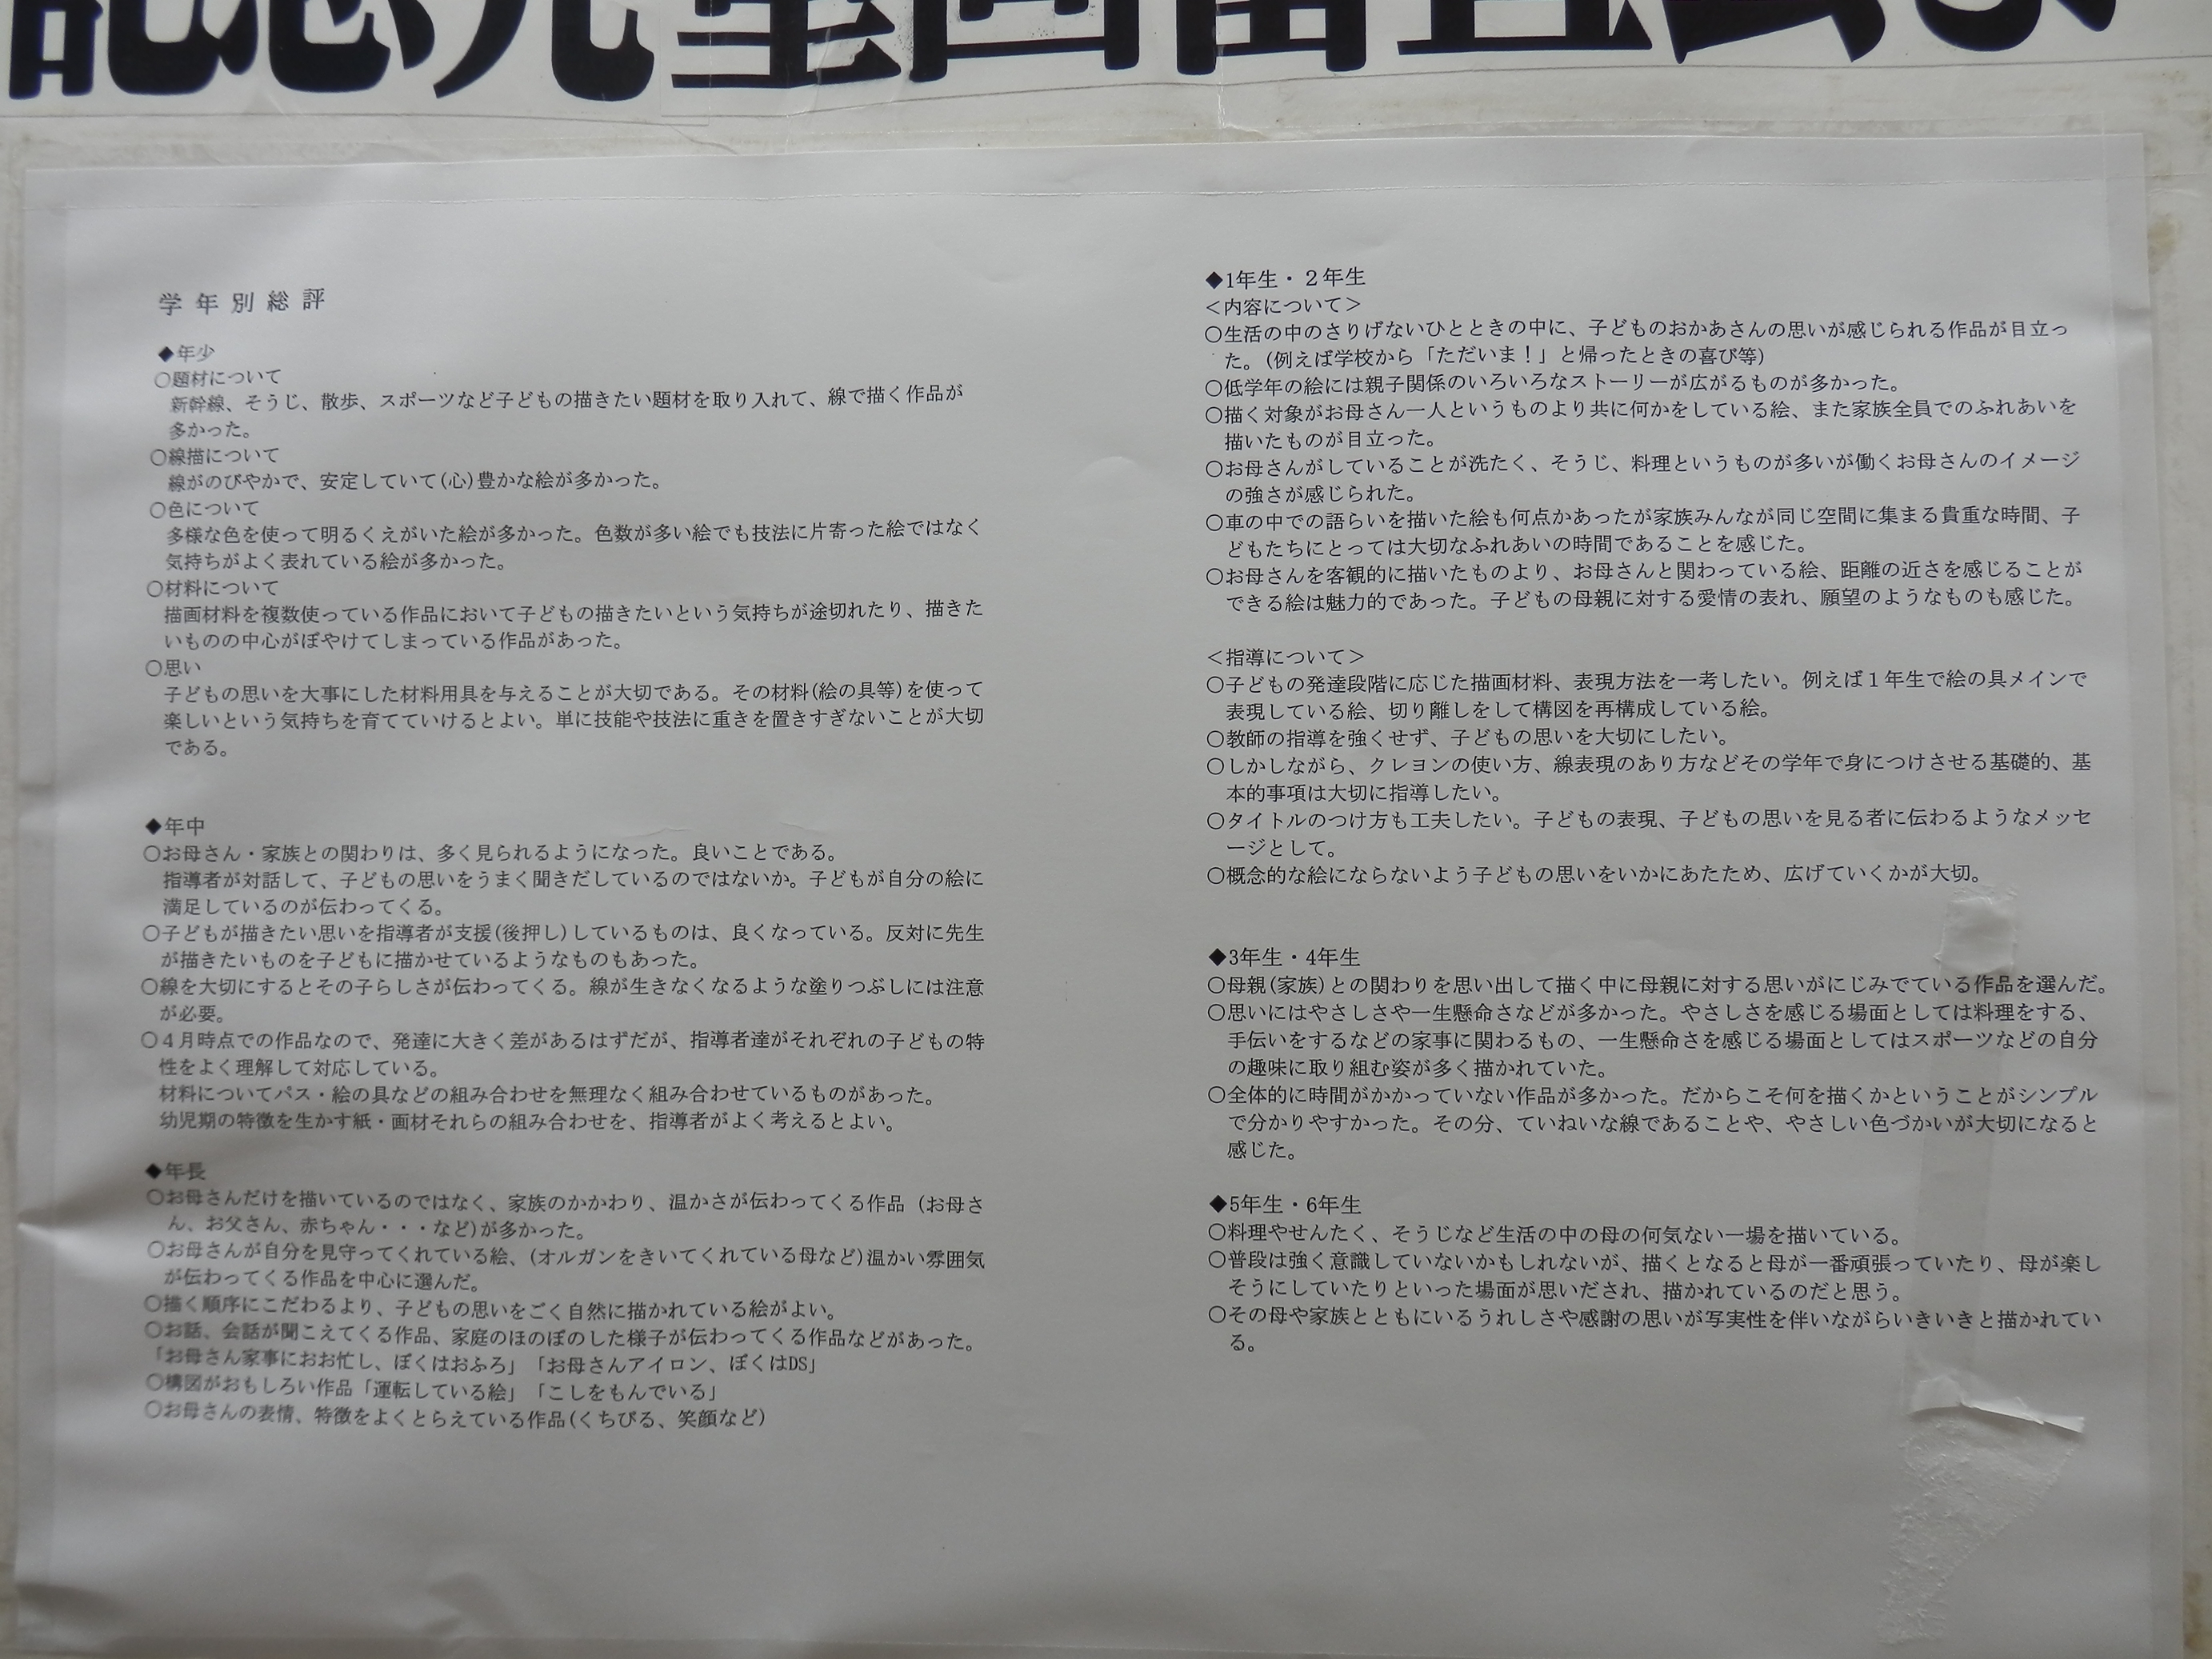 学年別総評
◆年少
○題材について
新幹線、そうじ、散歩、スポーツなど子どもの描きたい題材を取り入れて、線で描く作品が
多かった。
○線描について
線がのびやかで、安定していて(心)豊かな絵が多かった。
○色について
多様な色を使って明るくえがいた絵が多かった。色数が多い絵でも技法に片寄った絵ではなく
気持ちがよく表れている絵が多かった。
○材料について
描画材料を複数使っている作品において子どもの描きたいという気持ちが途切れたり、描きた
いものの中心がぼやけてしまっている作品があった。
○思い
子どもの思いを大事にした材料用具を与えることが大切である。その材料(絵の具等)を使って
楽しいという気持ちを育てていけるとよい。単に技能や技法に重きを置きすぎないことが大切
である。
◆年中
○お母さん・家族との関わりは、多く見られるようになった。良いことである。
指導者が対話して、子どもの思いをうまく聞きだしているのではないか。子どもが自分の絵に
満足しているのが伝わってくる。
○子どもが描きたい思いを指導者が支援(後押し)しているものは、良くなっている。反対に先生
が描きたいものを子どもに描かせているようなものもあった。
○線を大切にするとその子らしさが伝わってくる。線が生きなくなるような塗りつぶしには注意
が必要。
○４月時点での作品なので、発達に大きく差があるはずだが、指導者達がそれぞれの子どもの特
性をよく理解して対応している。
材料についてパス・絵の具などの組み合わせを無理なく組み合わせているものがあった。
幼児期の特徴を生かす紙・画材それらの組み合わせを、指導者がよく考えるとよい。
◆年長
○お母さんだけを描いているのではなく、家族のかかわり、温かさが伝わってくる作品（お母さ
ん、お父さん、赤ちゃん・・・など)が多かった。
○お母さんが自分を見守ってくれている絵、(オルガンをきいてくれている母など)温かい雰囲気
が伝わってくる作品を中心に選んだ。
○描く順序にこだわるより、子どもの思いをごく自然に描かれている絵がよい。
○お話、会話が聞こえてくる作品、家庭のほのぼのした様子が伝わってくる作品などがあった。
「お母さん家事におお忙し、ぼくはおふろ」「お母さんアイロン、ぼくはDS」
○構図がおもしろい作品「運転している絵」「こしをもんでいる」
○お母さんの表情、特徴をよくとらえている作品(くちびる、笑顔など)
◆1年生・２年生
＜内容について＞
○生活の中のさりげないひとときの中に、子どものおかあさんの思いが感じられる作品が目立っ
た。(例えば学校から「ただいま！」と帰ったときの喜び等)
○低学年の絵には親子関係のいろいろなストーリーが広がるものが多かった。
○描く対象がお母さん一人というものより共に何かをしている絵、また家族全員でのふれあいを
描いたものが目立った。
○お母さんがしていることが洗たく、そうじ、料理というものが多いが働くお母さんのイメージ
の強さが感じられた。
○車の中での語らいを描いた絵も何点かあったが家族みんなが同じ空間に集まる貴重な時間、子
どもたちにとっては大切なふれあいの時間であることを感じた。
○お母さんを客観的に描いたものより、お母さんと関わっている絵、距離の近さを感じることが
できる絵は魅力的であった。子どもの母親に対する愛情の表れ、願望のようなものも感じた。
＜指導について＞
○子どもの発達段階に応じた描画材料、表現方法を一考したい。例えば１年生で絵の具メインで
表現している絵、切り離しをして構図を再構成している絵。
○教師の指導を強くせず、子どもの思いを大切にしたい。
○しかしながら、クレヨンの使い方、線表現のあり方などその学年で身につけさせる基礎的、基
本的事項は大切に指導したい。
○タイトルのつけ方も工夫したい。子どもの表現、子どもの思いを見る者に伝わるようなメッセ
ージとして。
○概念的な絵にならないよう子どもの思いをいかにあたため、広げていくかが大切。
◆3年生・4年生
○母親(家族)との関わりを思い出して描く中に母親に対する思いがにじみでている作品を選んだ。
○思いにはやさしさや一生懸命さなどが多かった。やさしさを感じる場面としては料理をする、
手伝いをするなどの家事に関わるもの、一生懸命さを感じる場面としてはスポーツなどの自分
の趣味に取り組む姿が多く描かれていた。
○全体的に時間がかかっていない作品が多かった。だからこそ何を描くかということがシンプル
で分かりやすかった。その分、ていねいな線であることや、やさしい色づかいが大切になると
感じた。
◆5年生・6年生
○料理やせんたく、そうじなど生活の中の母の何気ない一場を描いている。
○普段は強く意識していないかもしれないが、描くとなると母が一番頑張っていたり、母が楽し
そうにしていたりといった場面が思いだされ、描かれているのだと思う。
○その母や家族とともにいるうれしさや感謝の思いが写実性を伴いながらいきいきと描かれてい
る。